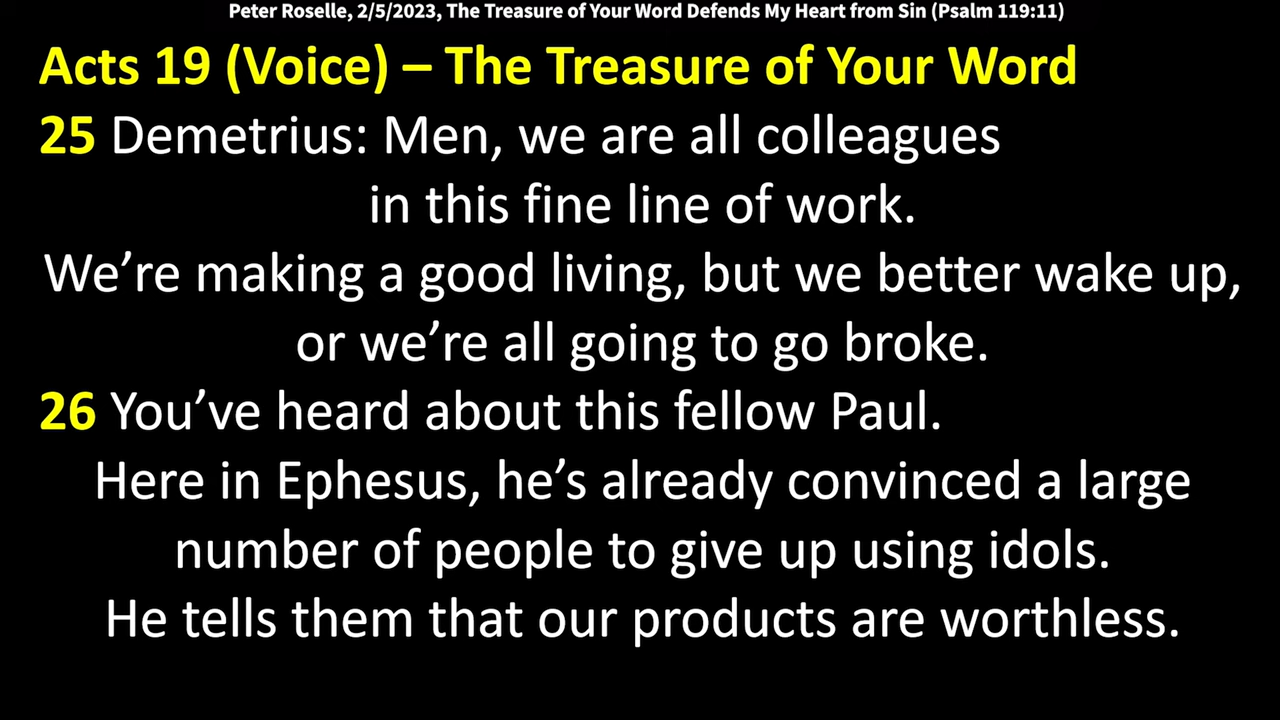 Peter Roselle, 2/5/2023, The Treasure of Your Word Defends My Heart from Sin (Psalm 119:11)
Acts 19 (Voice) – The Treasure of Your Word
25 Demetrius: Men, we are all colleagues
in this fine line of work.
We’re making a good living, but we better wake up,
or we’re all going to go broke.
26 You’ve heard about this fellow Paul.
Here in Ephesus, he’s already convinced a large
number of people to give up using idols.
He tells them that our products are worthless.